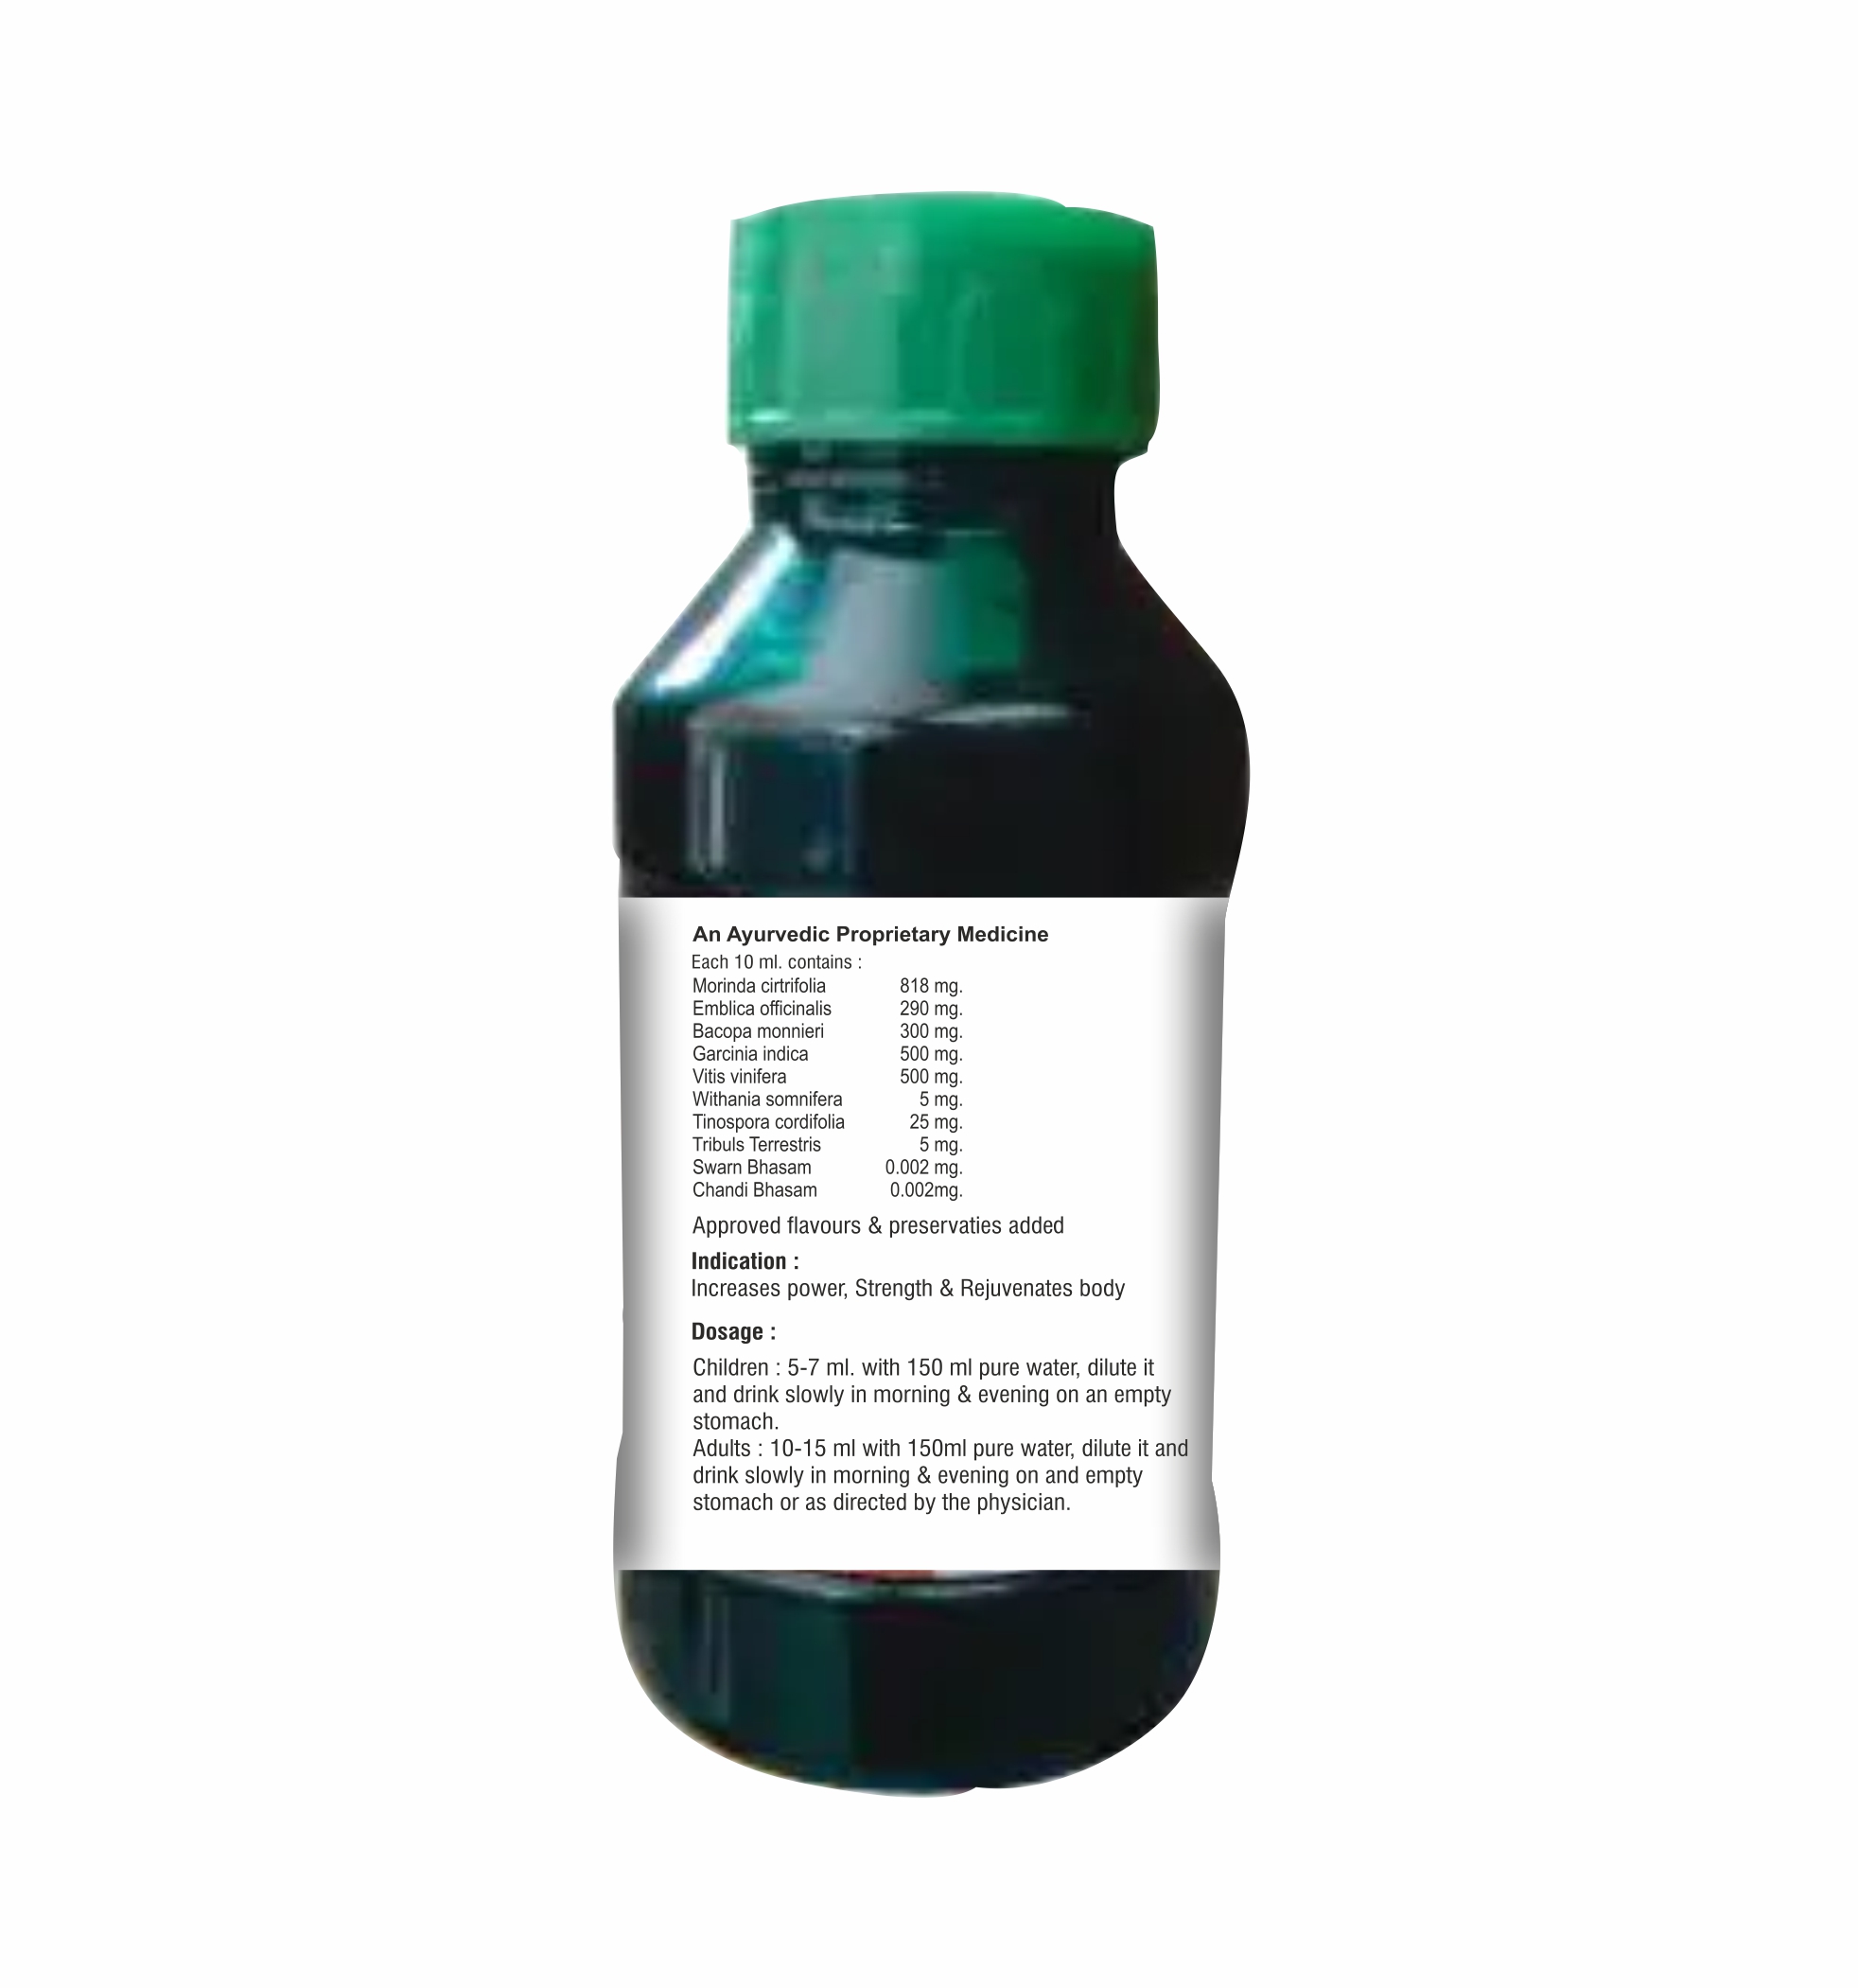 An Ayurvedic Proprietary Medicine
Each 10 ml. contains :
Morinda cirtrifolia 818 mg.
Emblica officinalis 290 mg.
Bacopa monnieri 300 mg.
Garcinia indica 500 mg.
Vitis vinifera 500 mg.
Withania somnifera 5 mg.
Tinospora cordifolia 25 mg.
Tribuls Terrestris 5 mg.
Swarn Bhasam 0.002 mg.
Chandi Bhasam 0.002mg.
Approved flavours & preservaties added
Indication :
Increases power, Strength & Rejuvenates body
Dosage :
Children : 5-7 ml. with 150 ml pure water, dilute it
and drink slowly in morning & evening on an empty
stomach.
Adults : 10-15 ml with 150ml pure water, dilute it and
drink slowly in morning & evening on and empty
stomach or as directed by the physician.